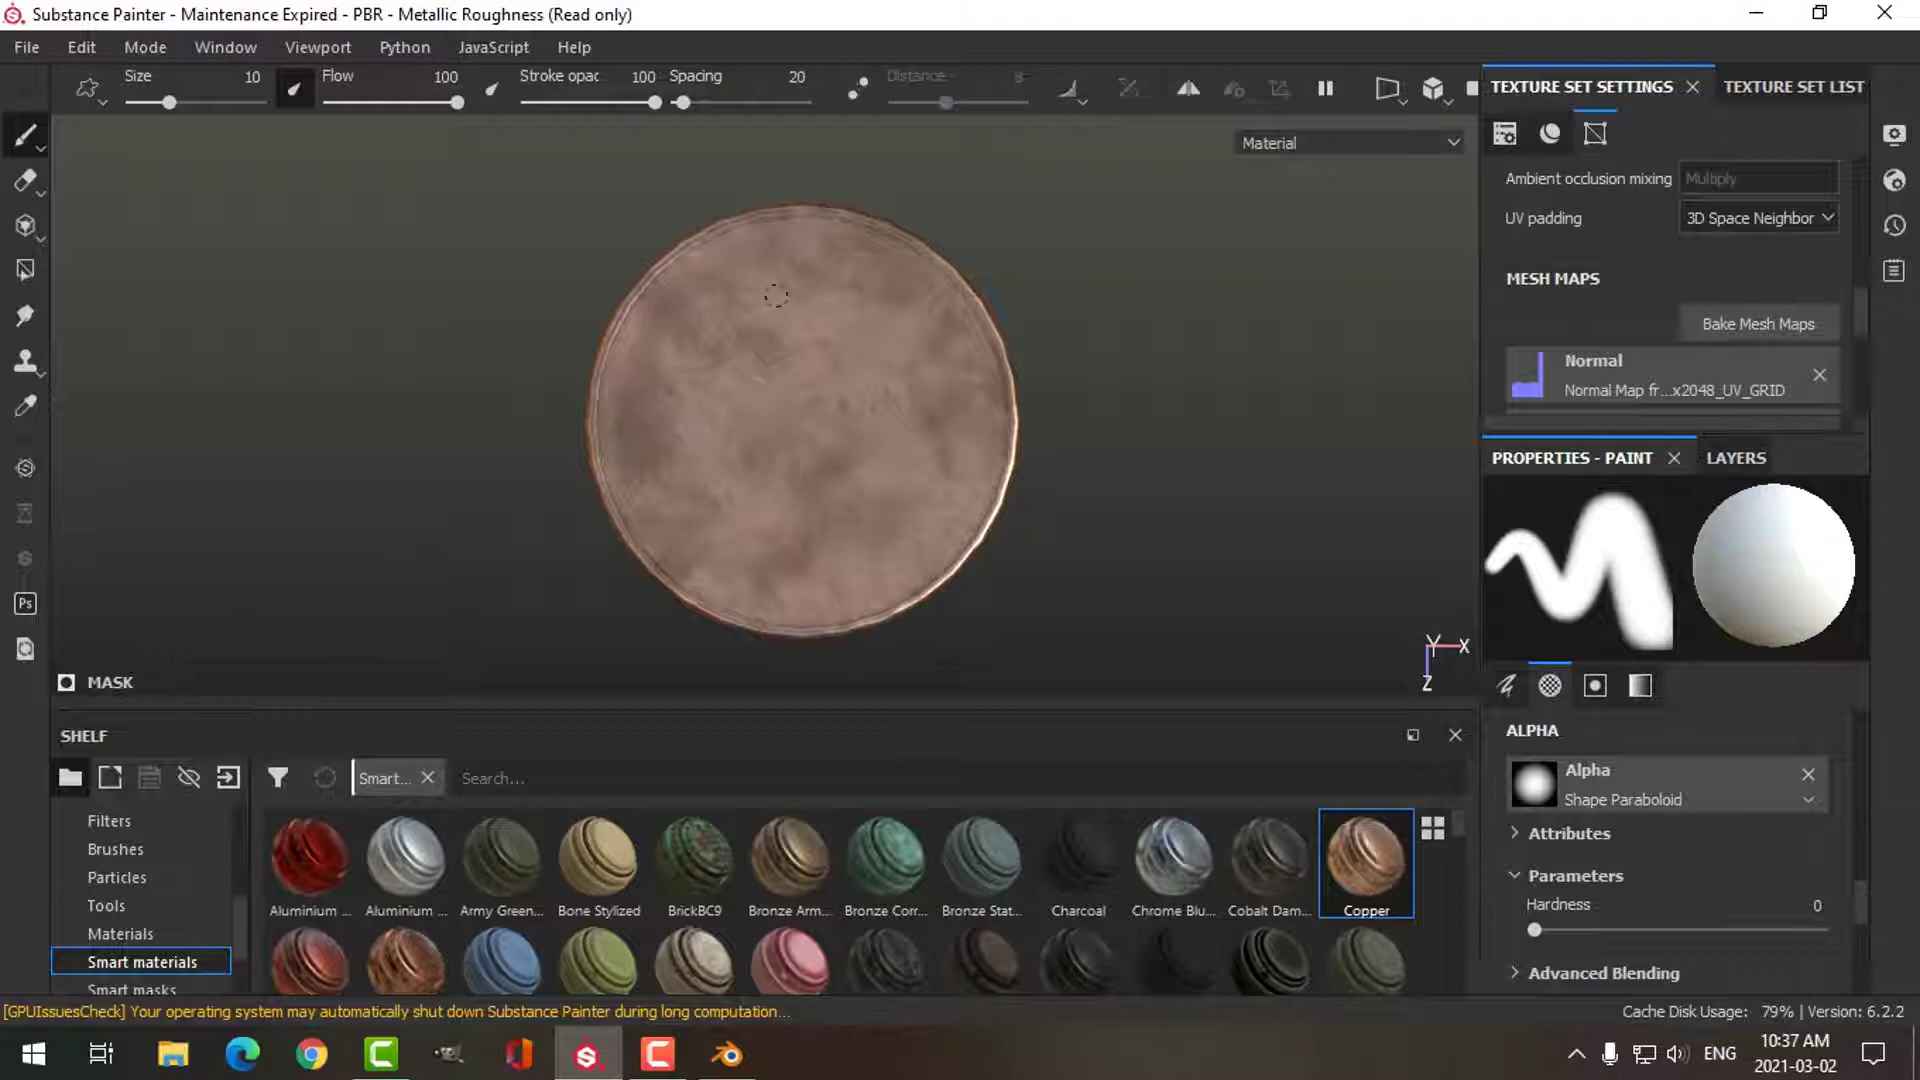 Substance Painter - Maintenance Expired - PBR - Metallic Roughness (Read only)
File Edit Mode Window Viewport Python JavaScript Help
Size 10 Flow 100 Stroke opac 100 Spacing 20 Distance 8
TEXTURE SET SETTINGS TEXTURE SET LIST
Material
Ambient occlusion mixing Multiply
UV padding 3D Space Neighbor
MESH MAPS
Bake Mesh Maps
Normal
Normal Map fr...x2048_UV_GRID
PROPERTIES - PAINT LAYERS
Ps
Y X
Z
MASK
SHELF
Smart... Search...
Filters
Brushes
Particles
Tools
Materials
Smart materials
Smart masks
Aluminium ... Aluminium ... Army Green... Bone Stylized BrickBC9 Bronze Arm... Bronze Corr... Bronze Stat... Charcoal Chrome Blu... Cobalt Dam... Copper
ALPHA
Alpha
Shape Paraboloid
Attributes
Parameters
Hardness 0
Advanced Blending
[GPUIssuesCheck] Your operating system may automatically shut down Substance Painter during long computation...
Cache Disk Usage: 79% | Version: 6.2.2
ENG
10:37 AM
2021-03-02